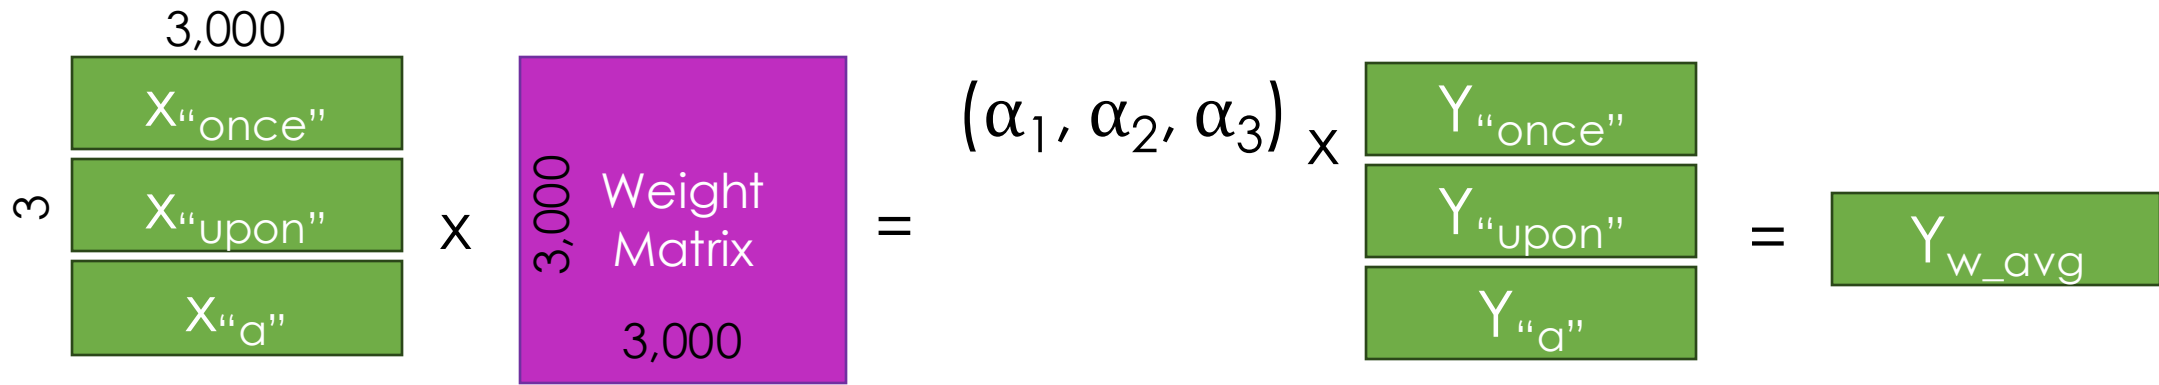 3,000
3
X“once”
X“upon”
X“a”
x
3,000
Weight
Matrix
3,000
=
(α1, α2, α3)
x
Y“once”
Y“upon”
Y“a”
=
Yw_avg